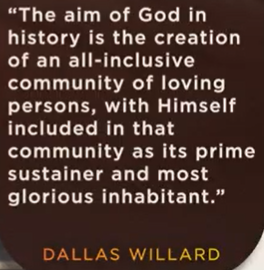 “The aim of God in
history is the creation
of an all-inclusive
community of loving
persons, with Himself
included in that
community as its prime
sustainer and most
glorious inhabitant.”
DALLAS WILLARD